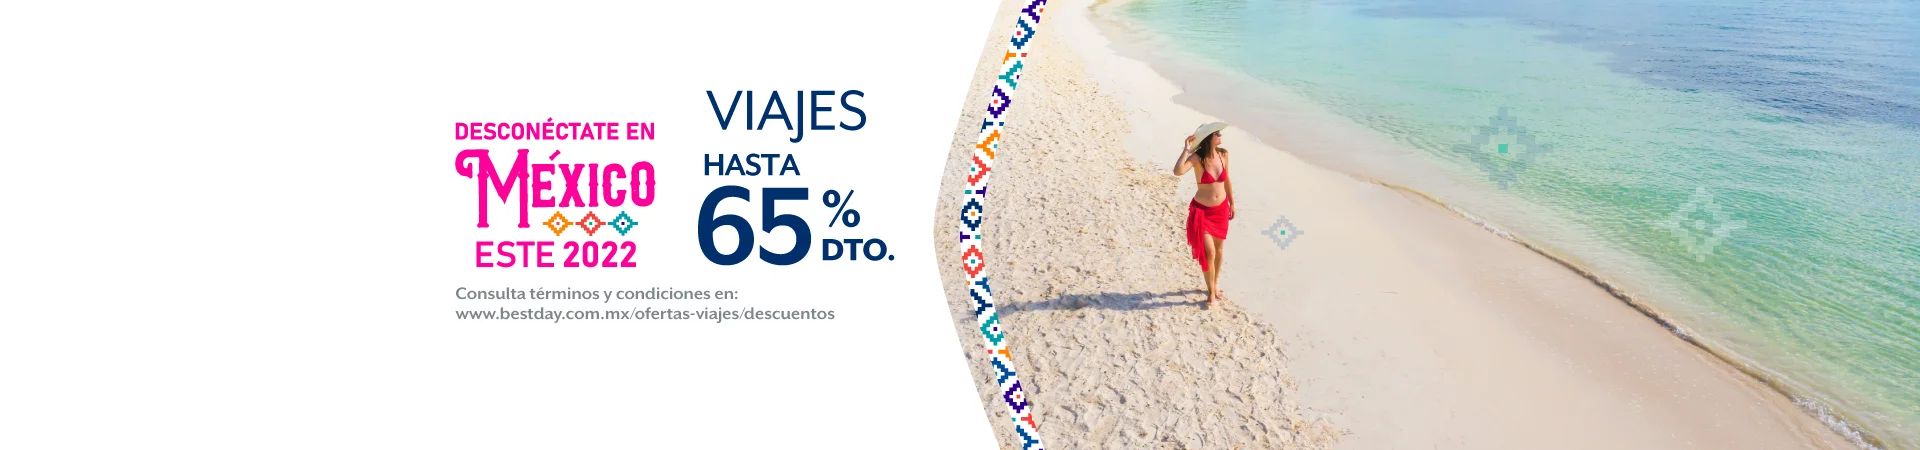 DESCONÉCTATE EN
MÉXICO
ESTE 2022
VIAJES
HASTA
65%
DTO.
Consulta términos y condiciones en:
www.bestday.com.mx/ofertas-viajes/descuentos